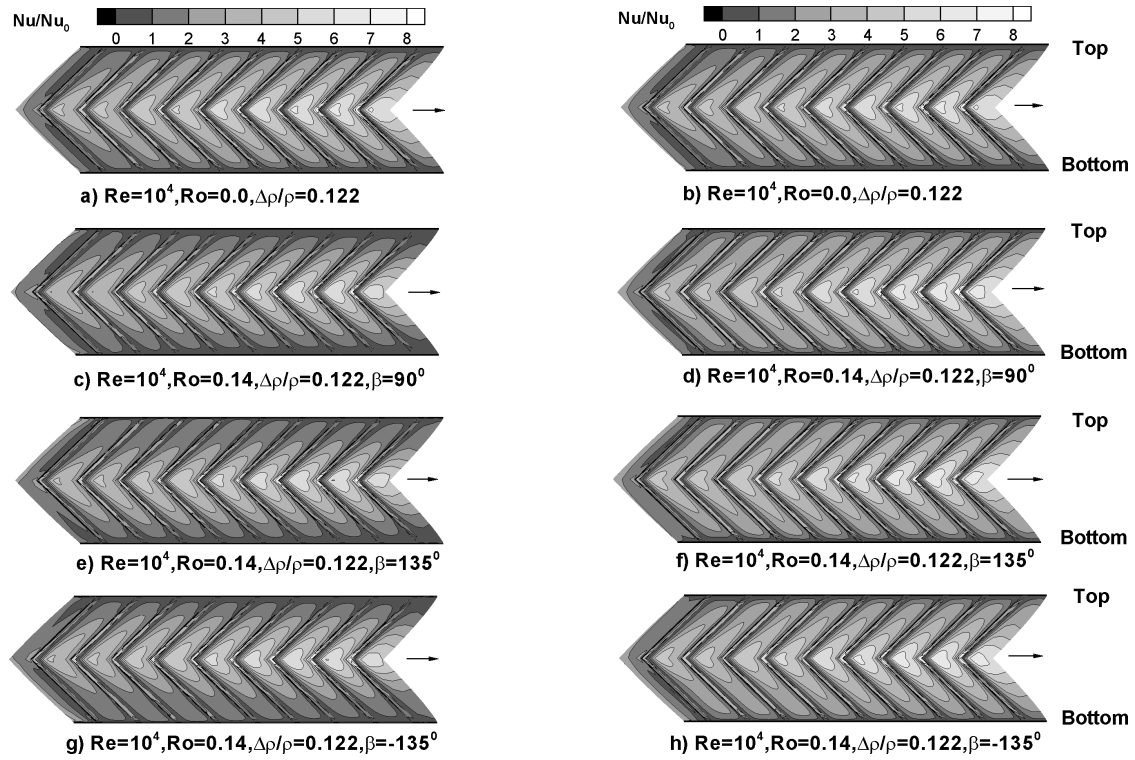 Nu/Nu₀
0 1 2 3 4 5 6 7 8
Nu/Nu₀
0 1 2 3 4 5 6 7 8
Top
Bottom
a) Re=10⁴,Ro=0.0,Δρ/ρ=0.122
b) Re=10⁴,Ro=0.0,Δρ/ρ=0.122
Top
Bottom
c) Re=10⁴,Ro=0.14,Δρ/ρ=0.122,β=90⁰
d) Re=10⁴,Ro=0.14,Δρ/ρ=0.122,β=90⁰
Top
Bottom
e) Re=10⁴,Ro=0.14,Δρ/ρ=0.122,β=135⁰
f) Re=10⁴,Ro=0.14,Δρ/ρ=0.122,β=135⁰
Top
Bottom
g) Re=10⁴,Ro=0.14,Δρ/ρ=0.122,β=-135⁰
h) Re=10⁴,Ro=0.14,Δρ/ρ=0.122,β=-135⁰